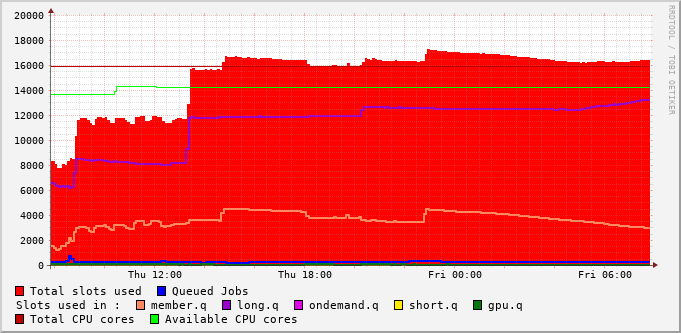 20000
18000
16000
14000
12000
10000
8000
6000
4000
2000
0
Thu 12:00 Thu 18:00 Fri 00:00 Fri 06:00
RRDTOOL / TOBI OETIKER
Total slots used Queued Jobs
Slots used in : member.q long.q ondemand.q short.q gpu.q
Total CPU cores Available CPU cores